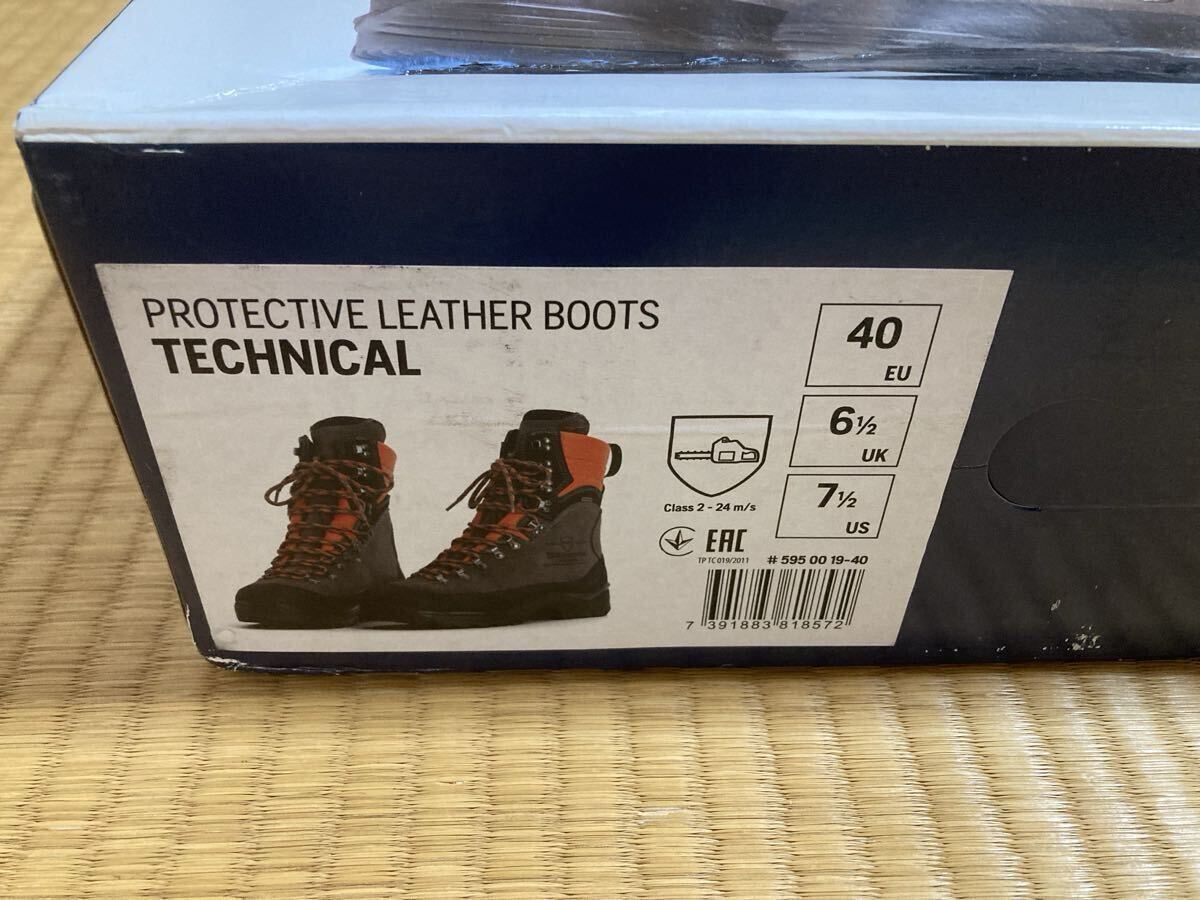 PROTECTIVE LEATHER BOOTS
TECHNICAL
40
EU
6½
UK
7½
US
Class 2 - 24 m/s
EAC
TP TC 019/2011
# 595 00 19-40
7 391883 818572